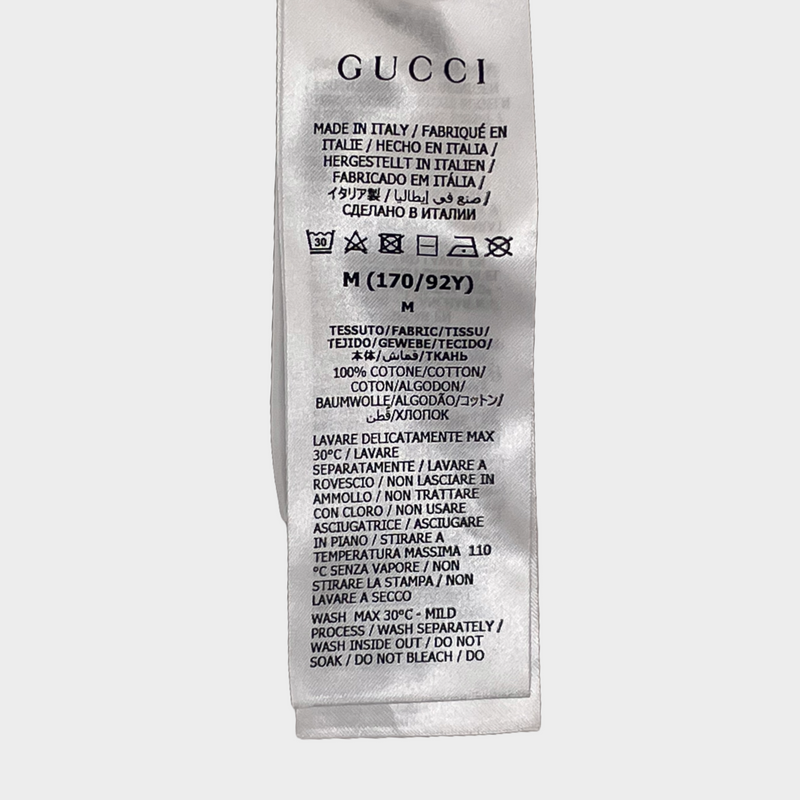 GUCCI
MADE IN ITALY / FABRIQUÉ EN
ITALIE / HECHO EN ITALIA /
HERGESTELLT IN ITALIEN /
FABRICADO EM ITÁLIA /
イタリア製 / صنع في إيطاليا /
СДЕЛАНО В ИТАЛИИ
30
M (170/92Y)
M
TESSUTO/FABRIC/TISSU/
TEJIDO/GEWEBE/TECIDO/
本体/قماش/ТКАНЬ
100% COTONE/COTTON/
COTON/ALGODON/
BAUMWOLLE/ALGODÃO/コットン/
قطن/ХЛОПОК
LAVARE DELICATAMENTE MAX
30°C / LAVARE
SEPARATAMENTE / LAVARE A
ROVESCIO / NON LASCIARE IN
AMMOLLO / NON TRATTARE
CON CLORO / NON USARE
ASCIUGATRICE / ASCIUGARE
IN PIANO / STIRARE A
TEMPERATURA MASSIMA 110
°C SENZA VAPORE / NON
STIRARE LA STAMPA / NON
LAVARE A SECCO
WASH MAX 30°C - MILD
PROCESS / WASH SEPARATELY /
WASH INSIDE OUT / DO NOT
SOAK / DO NOT BLEACH / DO